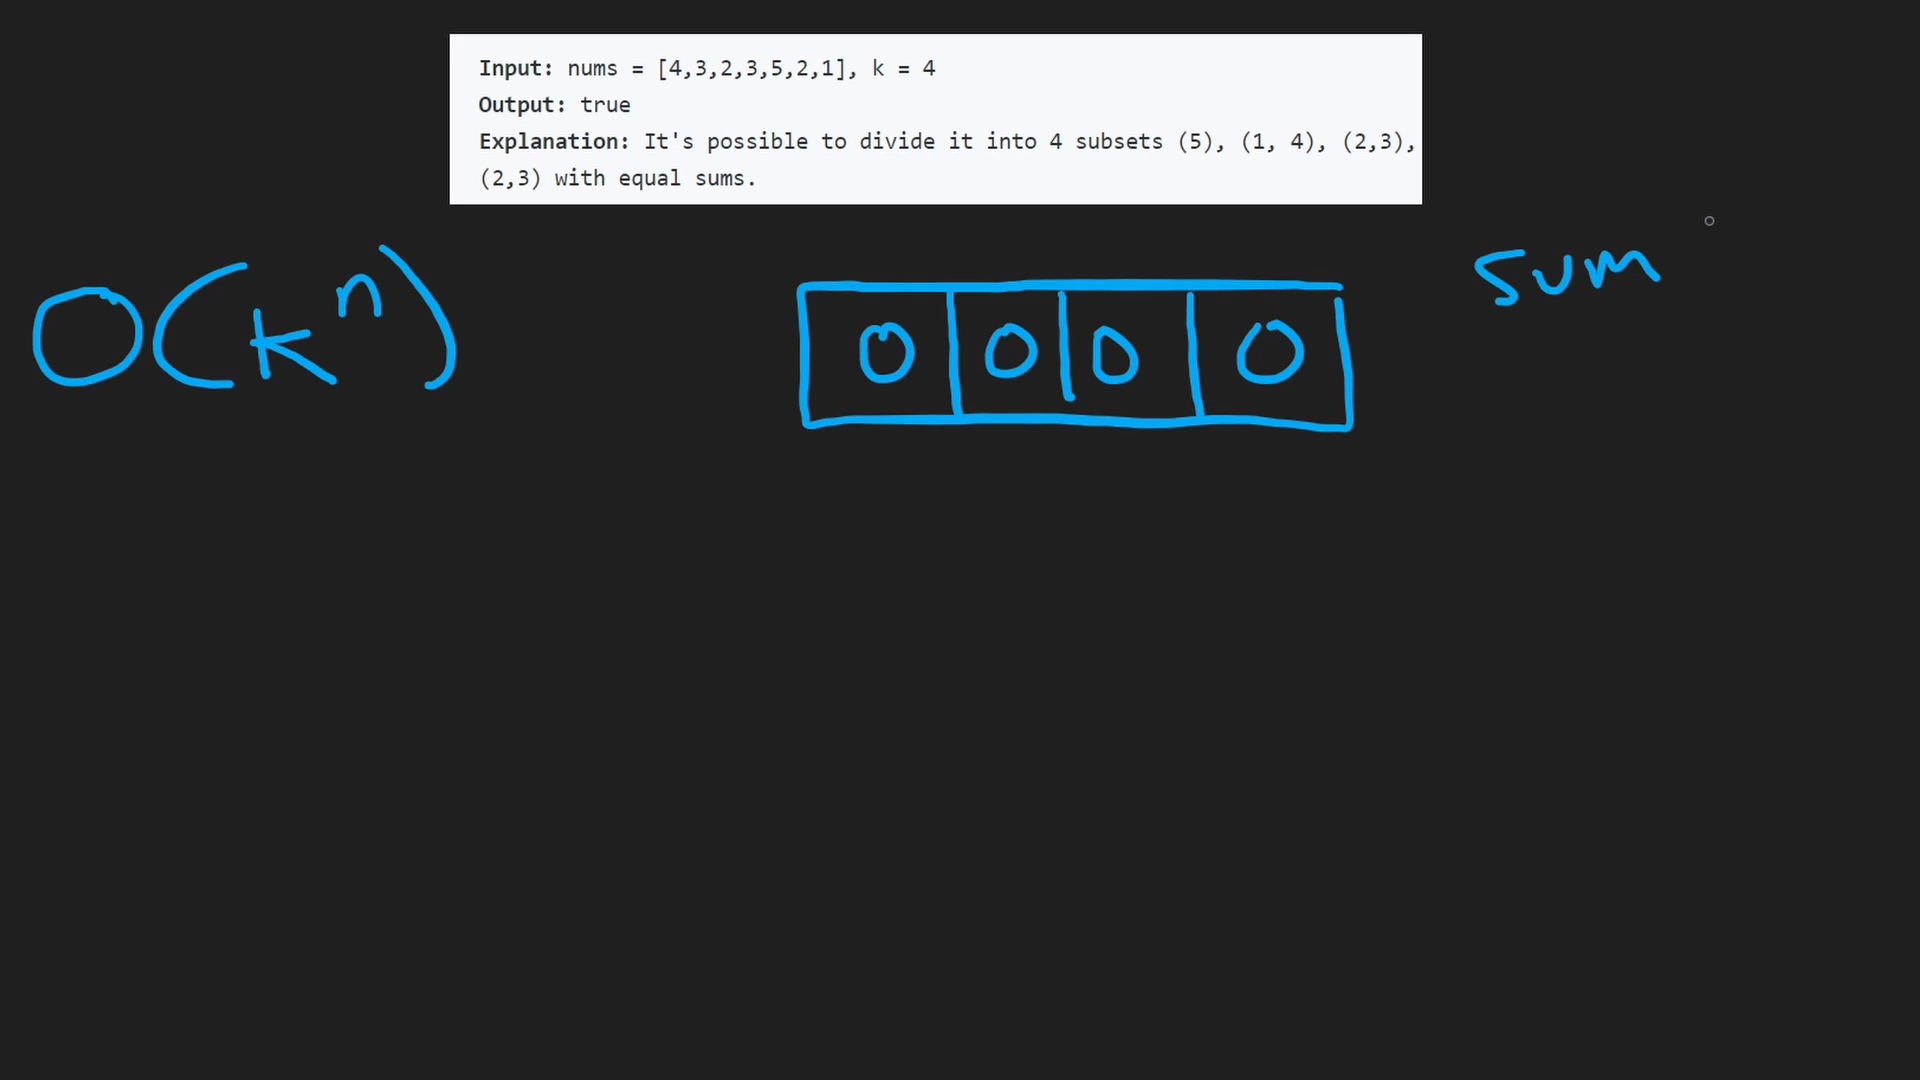 Input: nums = [4,3,2,3,5,2,1], k = 4
Output: true
Explanation: It's possible to divide it into 4 subsets (5), (1, 4), (2,3),
(2,3) with equal sums.
sum
O(k^n)
0 0 0 0